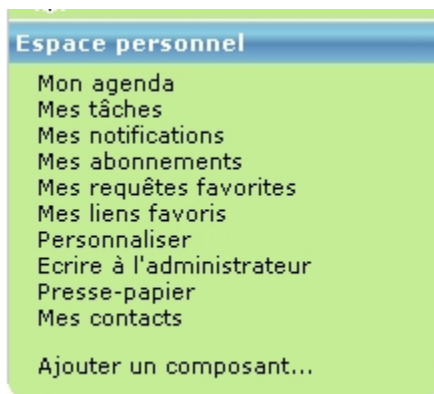 Espace personnel
Mon agenda
Mes tâches
Mes notifications
Mes abonnements
Mes requêtes favorites
Mes liens favoris
Personnaliser
Ecrire à l'administrateur
Presse-papier
Mes contacts
Ajouter un composant...